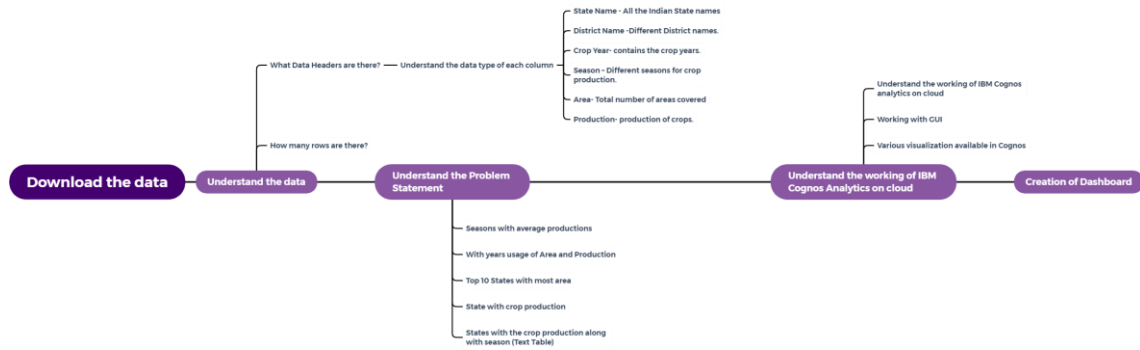 State Name - All the Indian State names
District Name -Different District names.
Crop Year- contains the crop years.
What Data Headers are there?
Understand the data type of each column
Season - Different seasons for crop
production.
Area- Total number of areas covered
Production- production of crops.
How many rows are there?
Understand the working of IBM Cognos
analytics on cloud
Working with GUI
Various visualization available in Cognos
Download the data
Understand the data
Understand the Problem
Statement
Understand the working of IBM
Cognos Analytics on cloud
Creation of Dashboard
Seasons with average productions
With years usage of Area and Production
Top 10 States with most area
State with crop production
States with the crop production along
with season (Text Table)